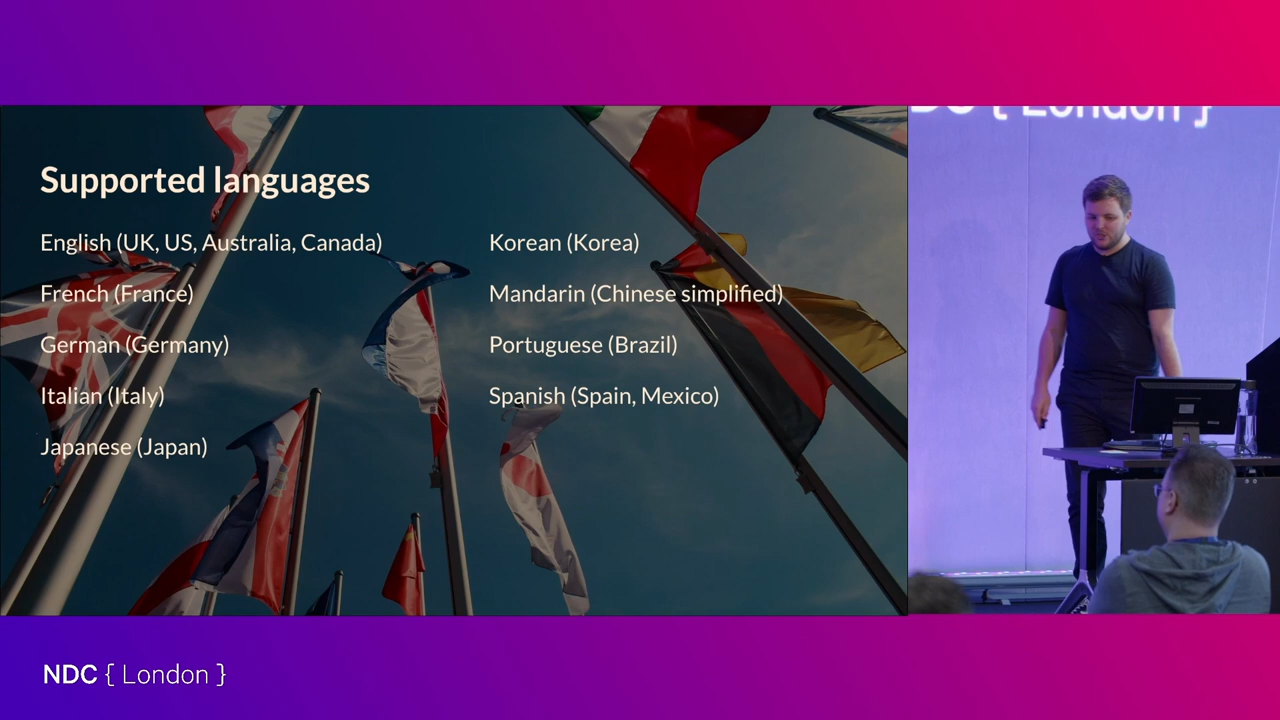 Supported languages
English (UK, US, Australia, Canada)
French (France)
German (Germany)
Italian (Italy)
Japanese (Japan)
Korean (Korea)
Mandarin (Chinese simplified)
Portuguese (Brazil)
Spanish (Spain, Mexico)
{ London }
NDC { London }